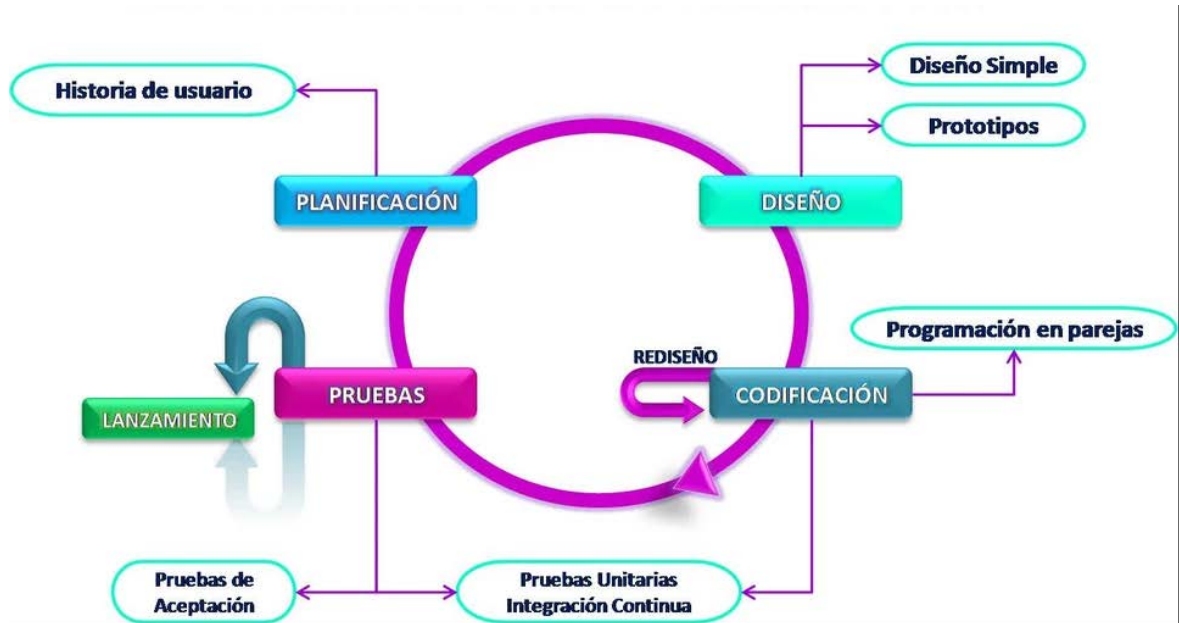 Historia de usuario
Diseño Simple
Prototipos
PLANIFICACIÓN
DISEÑO
Programación en parejas
REDISEÑO
PRUEBAS
CODIFICACIÓN
LANZAMIENTO
Pruebas de
Aceptación
Pruebas Unitarias
Integración Continua